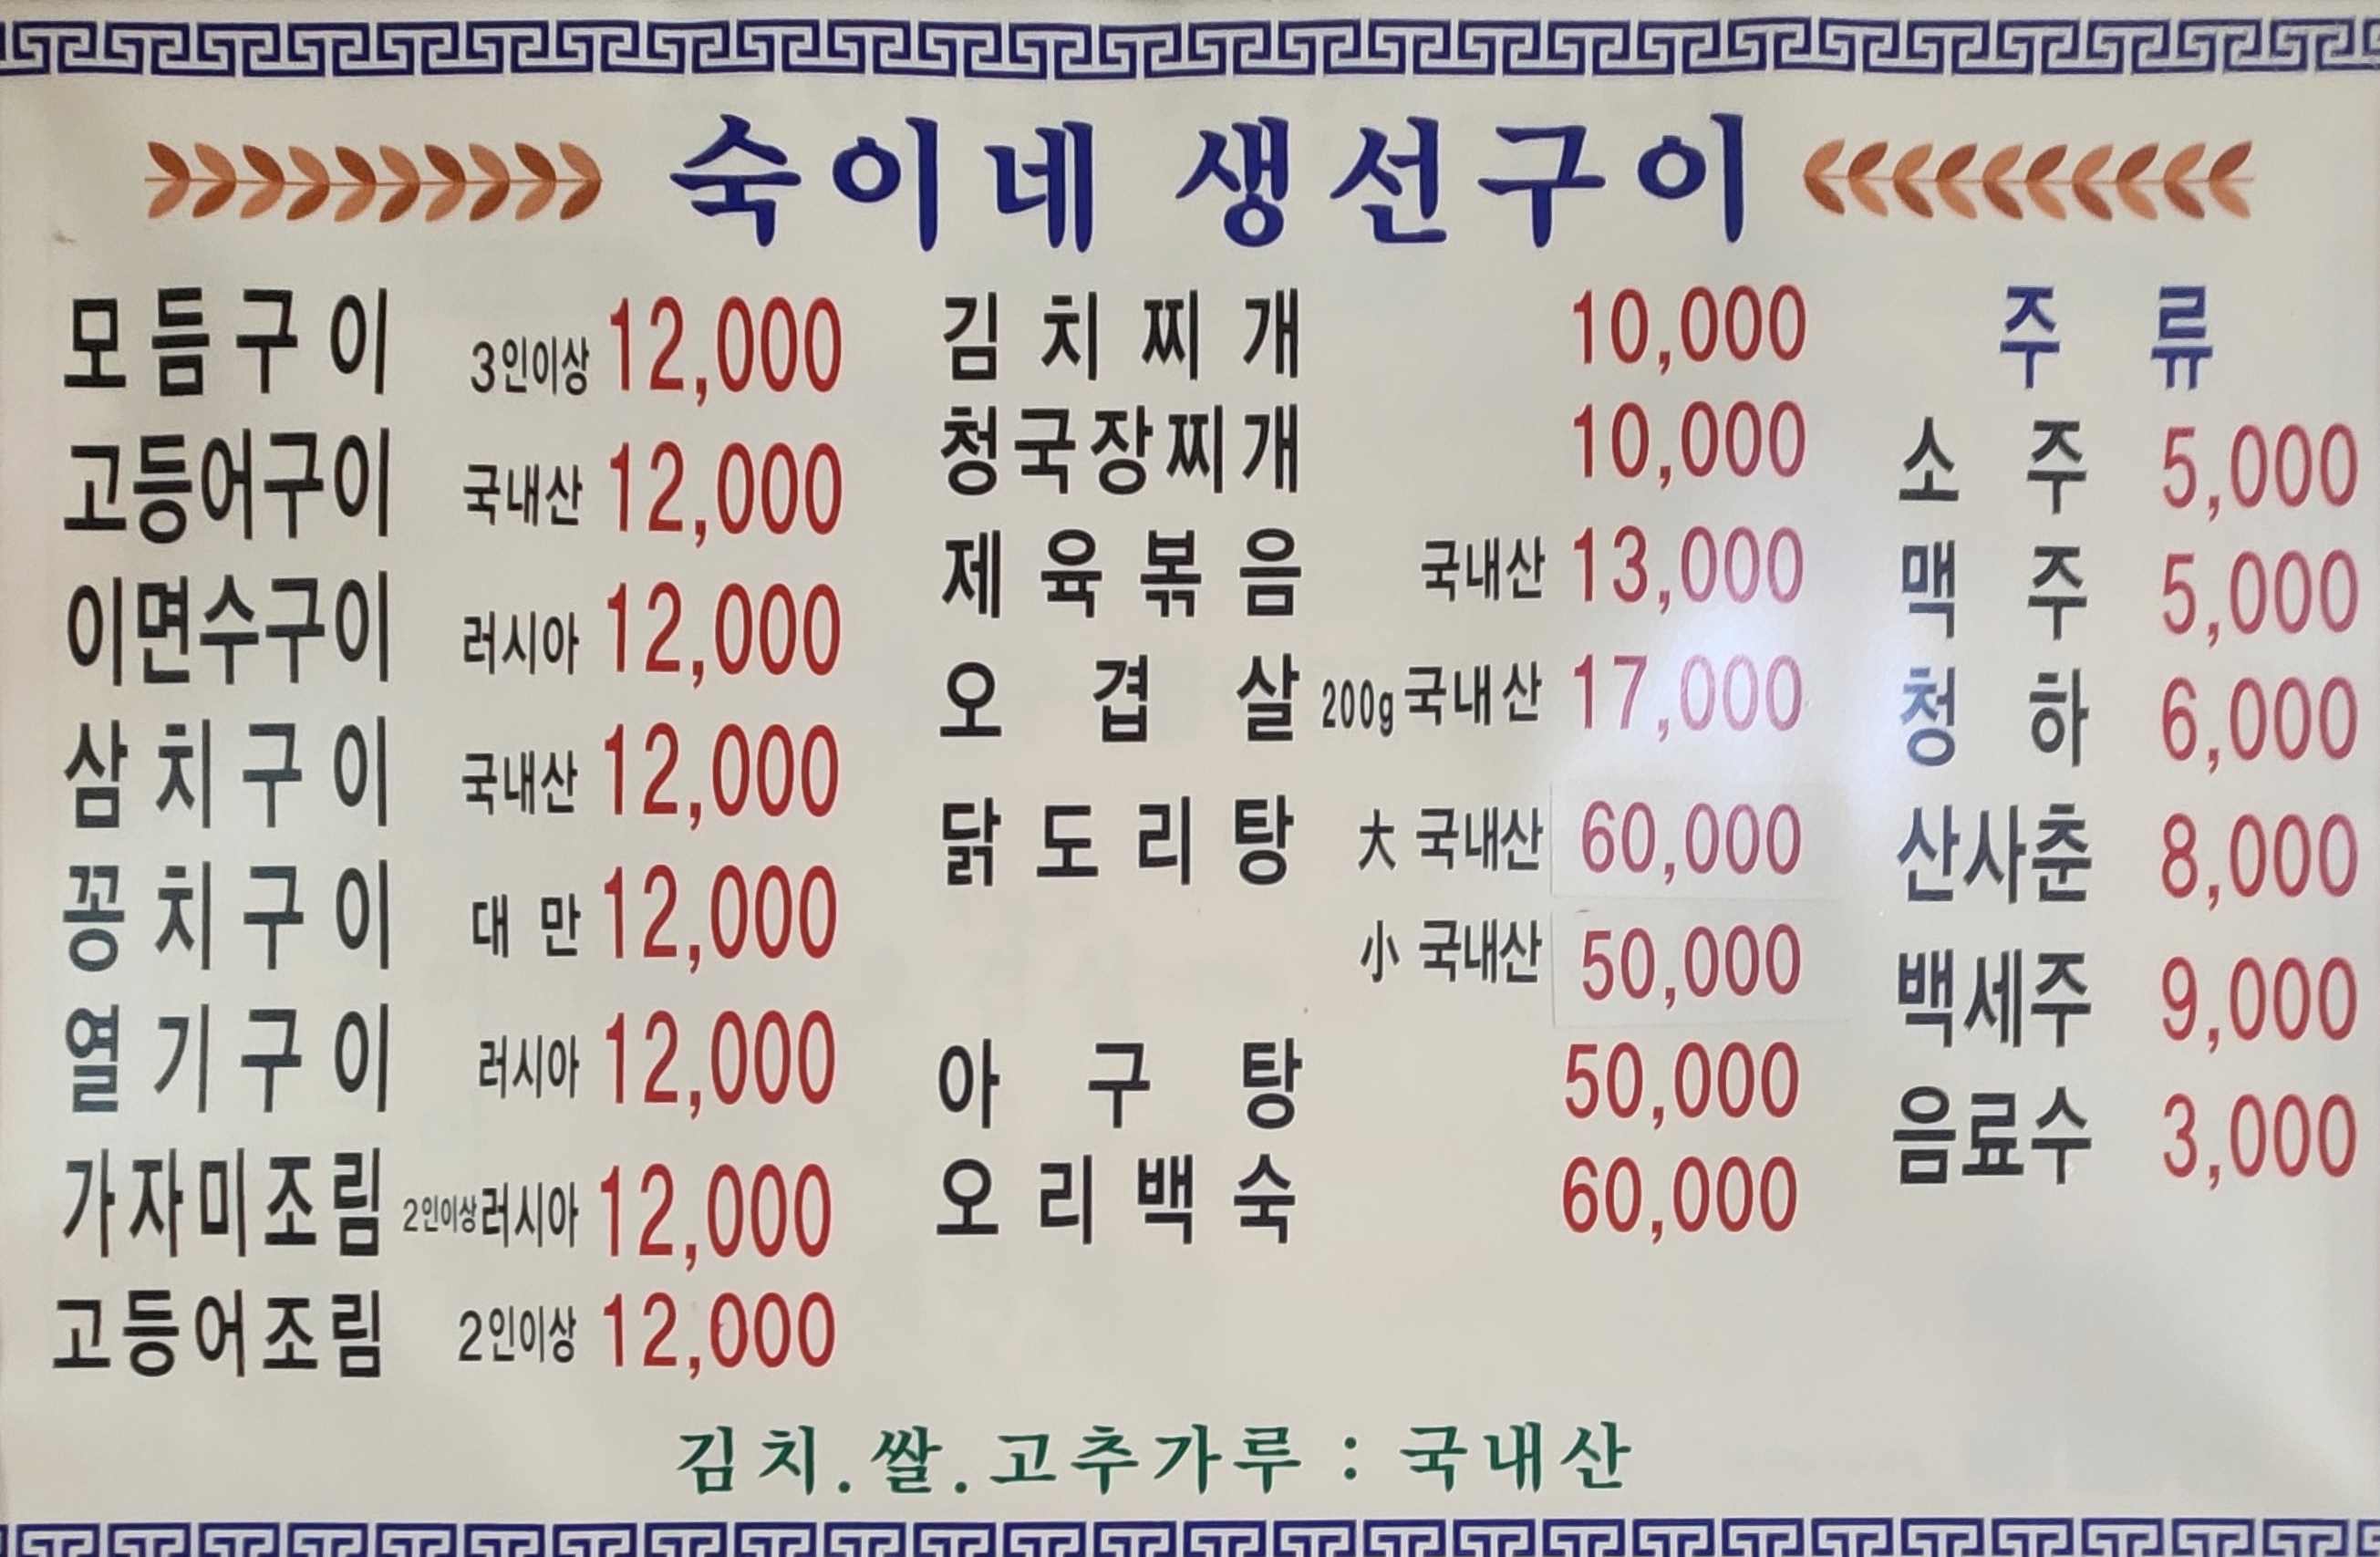 숙이네 생선구이
모듬구이 3인이상 12,000
고등어구이 국내산 12,000
이면수구이 러시아 12,000
삼치구이 국내산 12,000
꽁치구이 대만 12,000
열기구이 러시아 12,000
가자미조림 2인이상 러시아 12,000
고등어조림 2인이상 12,000
김치찌개 10,000
청국장찌개 10,000
제육볶음 국내산 13,000
오겹살 200g 국내산 17,000
닭도리탕 大 국내산 60,000
小 국내산 50,000
아구탕 50,000
오리백숙 60,000
주류
소주 5,000
맥주 5,000
청하 6,000
산사춘 8,000
백세주 9,000
음료수 3,000
김치.쌀.고추가루 : 국내산